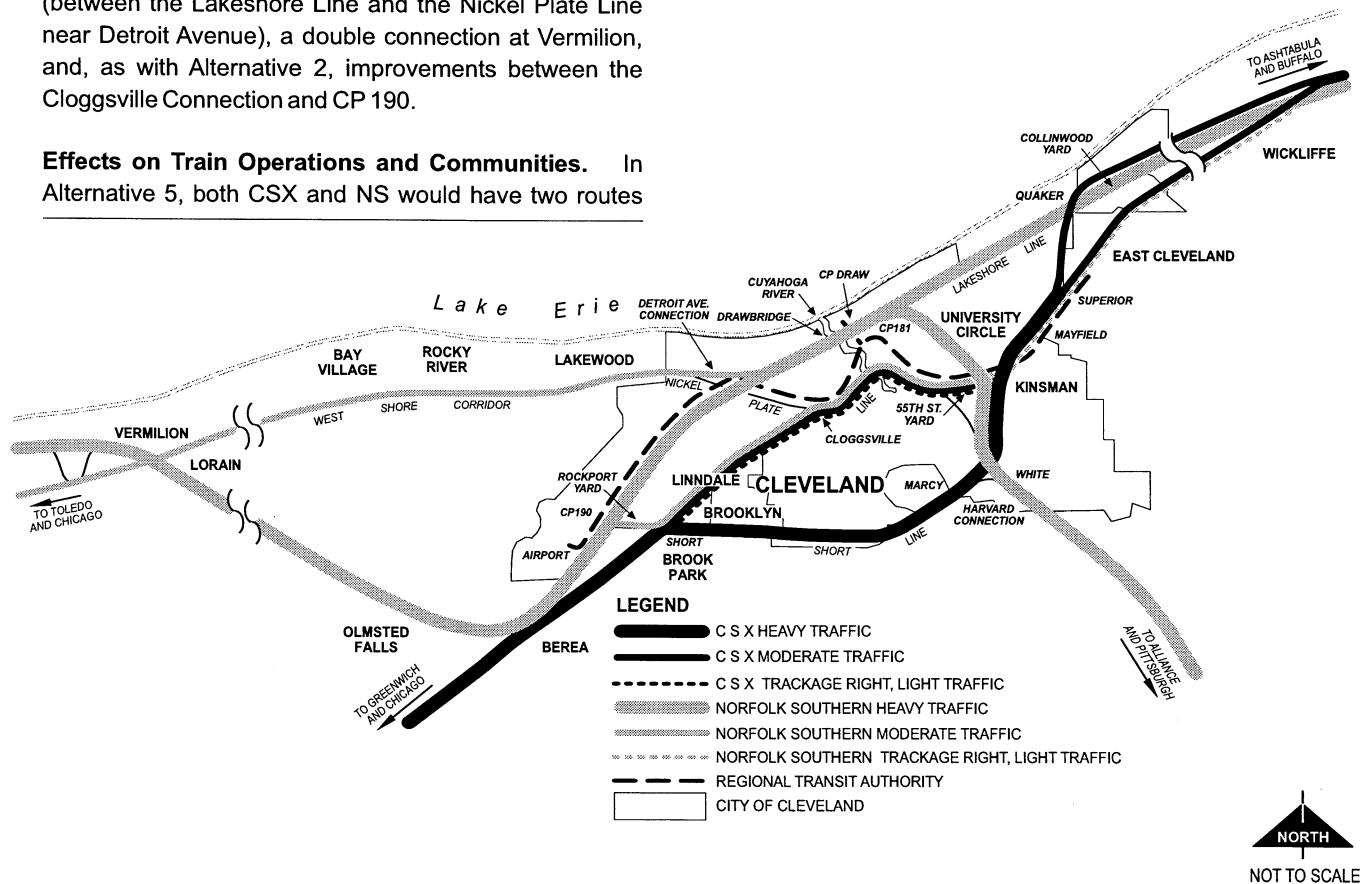 (between the Lakeshore Line and the Nickel Plate Line
near Detroit Avenue), a double connection at Vermilion,
and, as with Alternative 2, improvements between the
Cloggsville Connection and CP 190.
Effects on Train Operations and Communities. In
Alternative 5, both CSX and NS would have two routes
TO ASHTABULA
AND BUFFALO
COLLINWOOD
YARD
WICKLIFFE
QUAKER
LAKESHORE LINE
EAST CLEVELAND
SUPERIOR
MAYFIELD
UNIVERSITY
CIRCLE
KINSMAN
CP DRAW
CUYAHOGA
RIVER
DRAWBRIDGE
CP181
DETROIT AVE.
CONNECTION
Lake Erie
BAY
VILLAGE
ROCKY
RIVER
LAKEWOOD
WEST SHORE CORRIDOR
NICKEL
PLATE
LINE
55TH ST.
YARD
CLOGGSVILLE
VERMILION
LORAIN
TO TOLEDO
AND CHICAGO
ROCKPORT
YARD
LINNDALE
CLEVELAND
MARCY
WHITE
CP190
BROOKLYN
HARVARD
CONNECTION
AIRPORT
SHORT
SHORT
LINE
BROOK
PARK
OLMSTED
FALLS
BEREA
TO GREENWICH
AND CHICAGO
TO ALLIANCE
AND PITTSBURGH
LEGEND
C S X HEAVY TRAFFIC
C S X MODERATE TRAFFIC
C S X TRACKAGE RIGHT, LIGHT TRAFFIC
NORFOLK SOUTHERN HEAVY TRAFFIC
NORFOLK SOUTHERN MODERATE TRAFFIC
NORFOLK SOUTHERN TRACKAGE RIGHT, LIGHT TRAFFIC
REGIONAL TRANSIT AUTHORITY
CITY OF CLEVELAND
NORTH
NOT TO SCALE